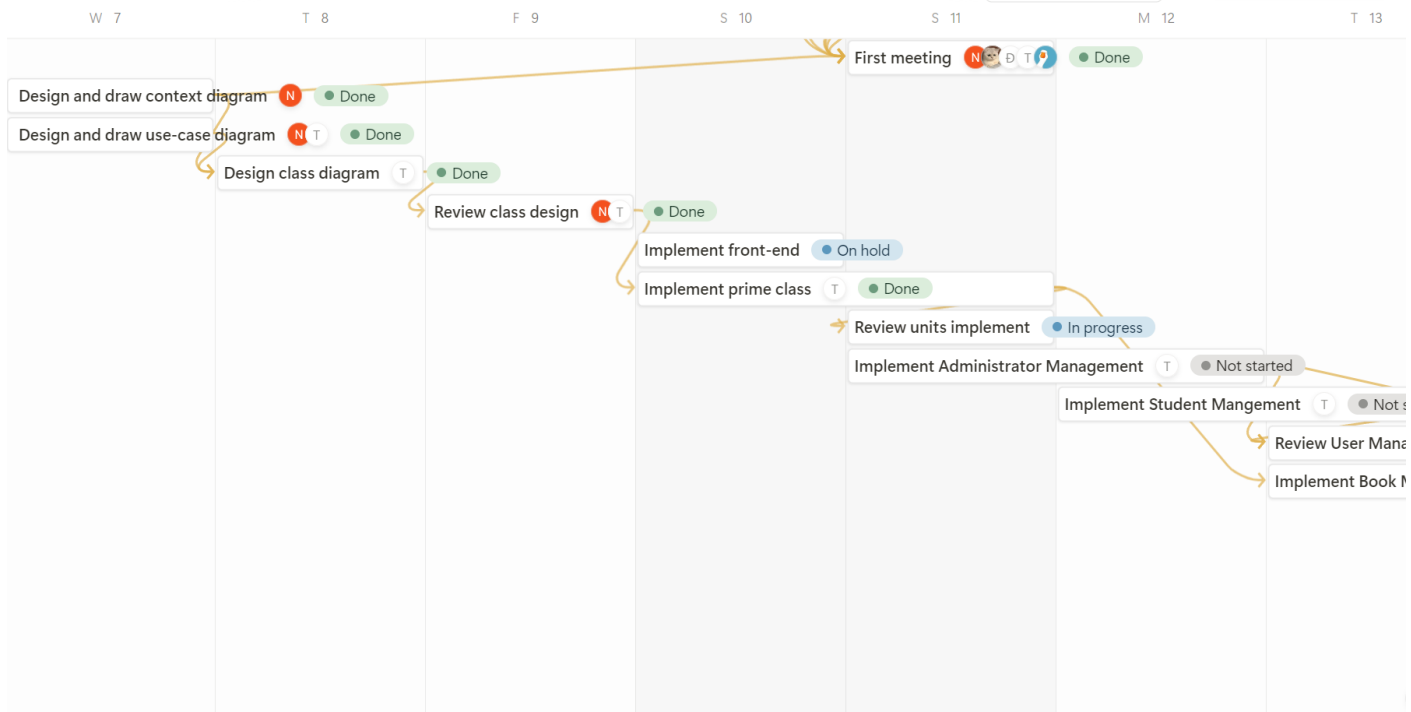 W 7 T 8 F 9 S 10 S 11 M 12 T 13
First meeting N Đ T Done
Design and draw context diagram N Done
Design and draw use-case diagram N T Done
Design class diagram T Done
Review class design N T Done
Implement front-end On hold
Implement prime class T Done
Review units implement In progress
Implement Administrator Management T Not started
Implement Student Mangement T Not s
Review User Mana
Implement Book M